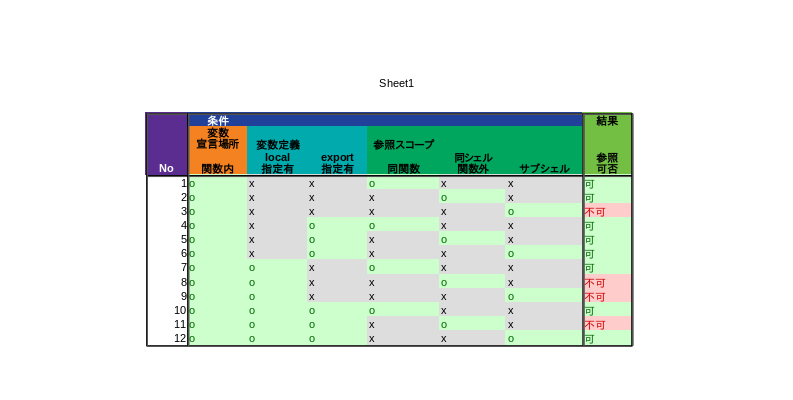 Sheet1
条件 結果
変数
宣言場所 変数定義 参照スコープ
local export 同シェル 参照
No 関数内 指定有 指定有 同関数 関数外 サブシェル 可否
1 o x x o x x 可
2 o x x x o x 可
3 o x x x x o 不可
4 o x o o x x 可
5 o x o x o x 可
6 o x o x x o 可
7 o o x o x x 可
8 o o x x o x 不可
9 o o x x x o 不可
10 o o o o x x 可
11 o o o x o x 不可
12 o o o x x o 可